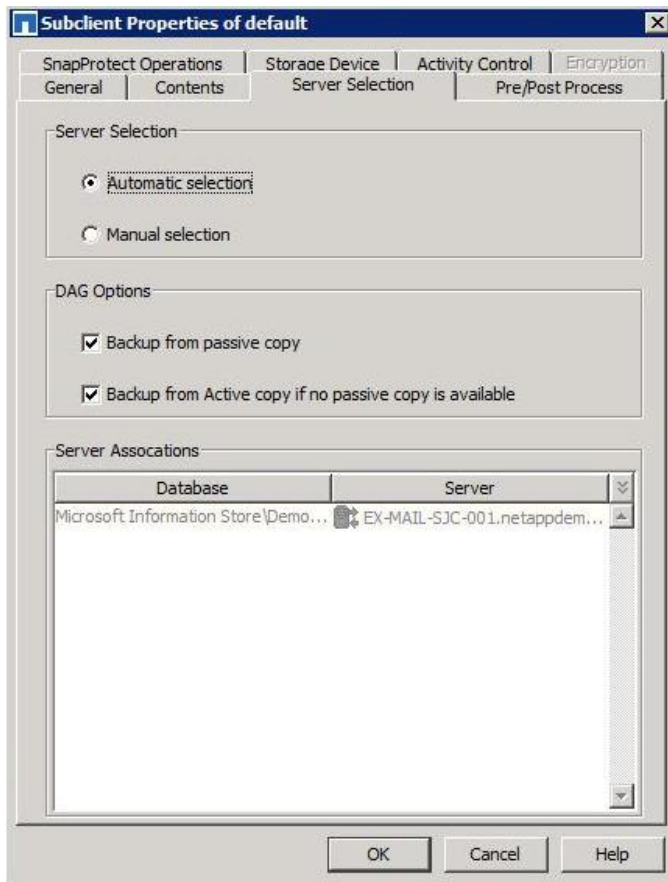 Subclient Properties of default
SnapProtect Operations Storage Device Activity Control Encryption
General Contents Server Selection Pre/Post Process
Server Selection
Automatic selection
Manual selection
DAG Options
Backup from passive copy
Backup from Active copy if no passive copy is available
Server Assocations
Database Server
Microsoft Information Store\Demo... EX-MAIL-SJC-001.netappdem...
OK Cancel Help